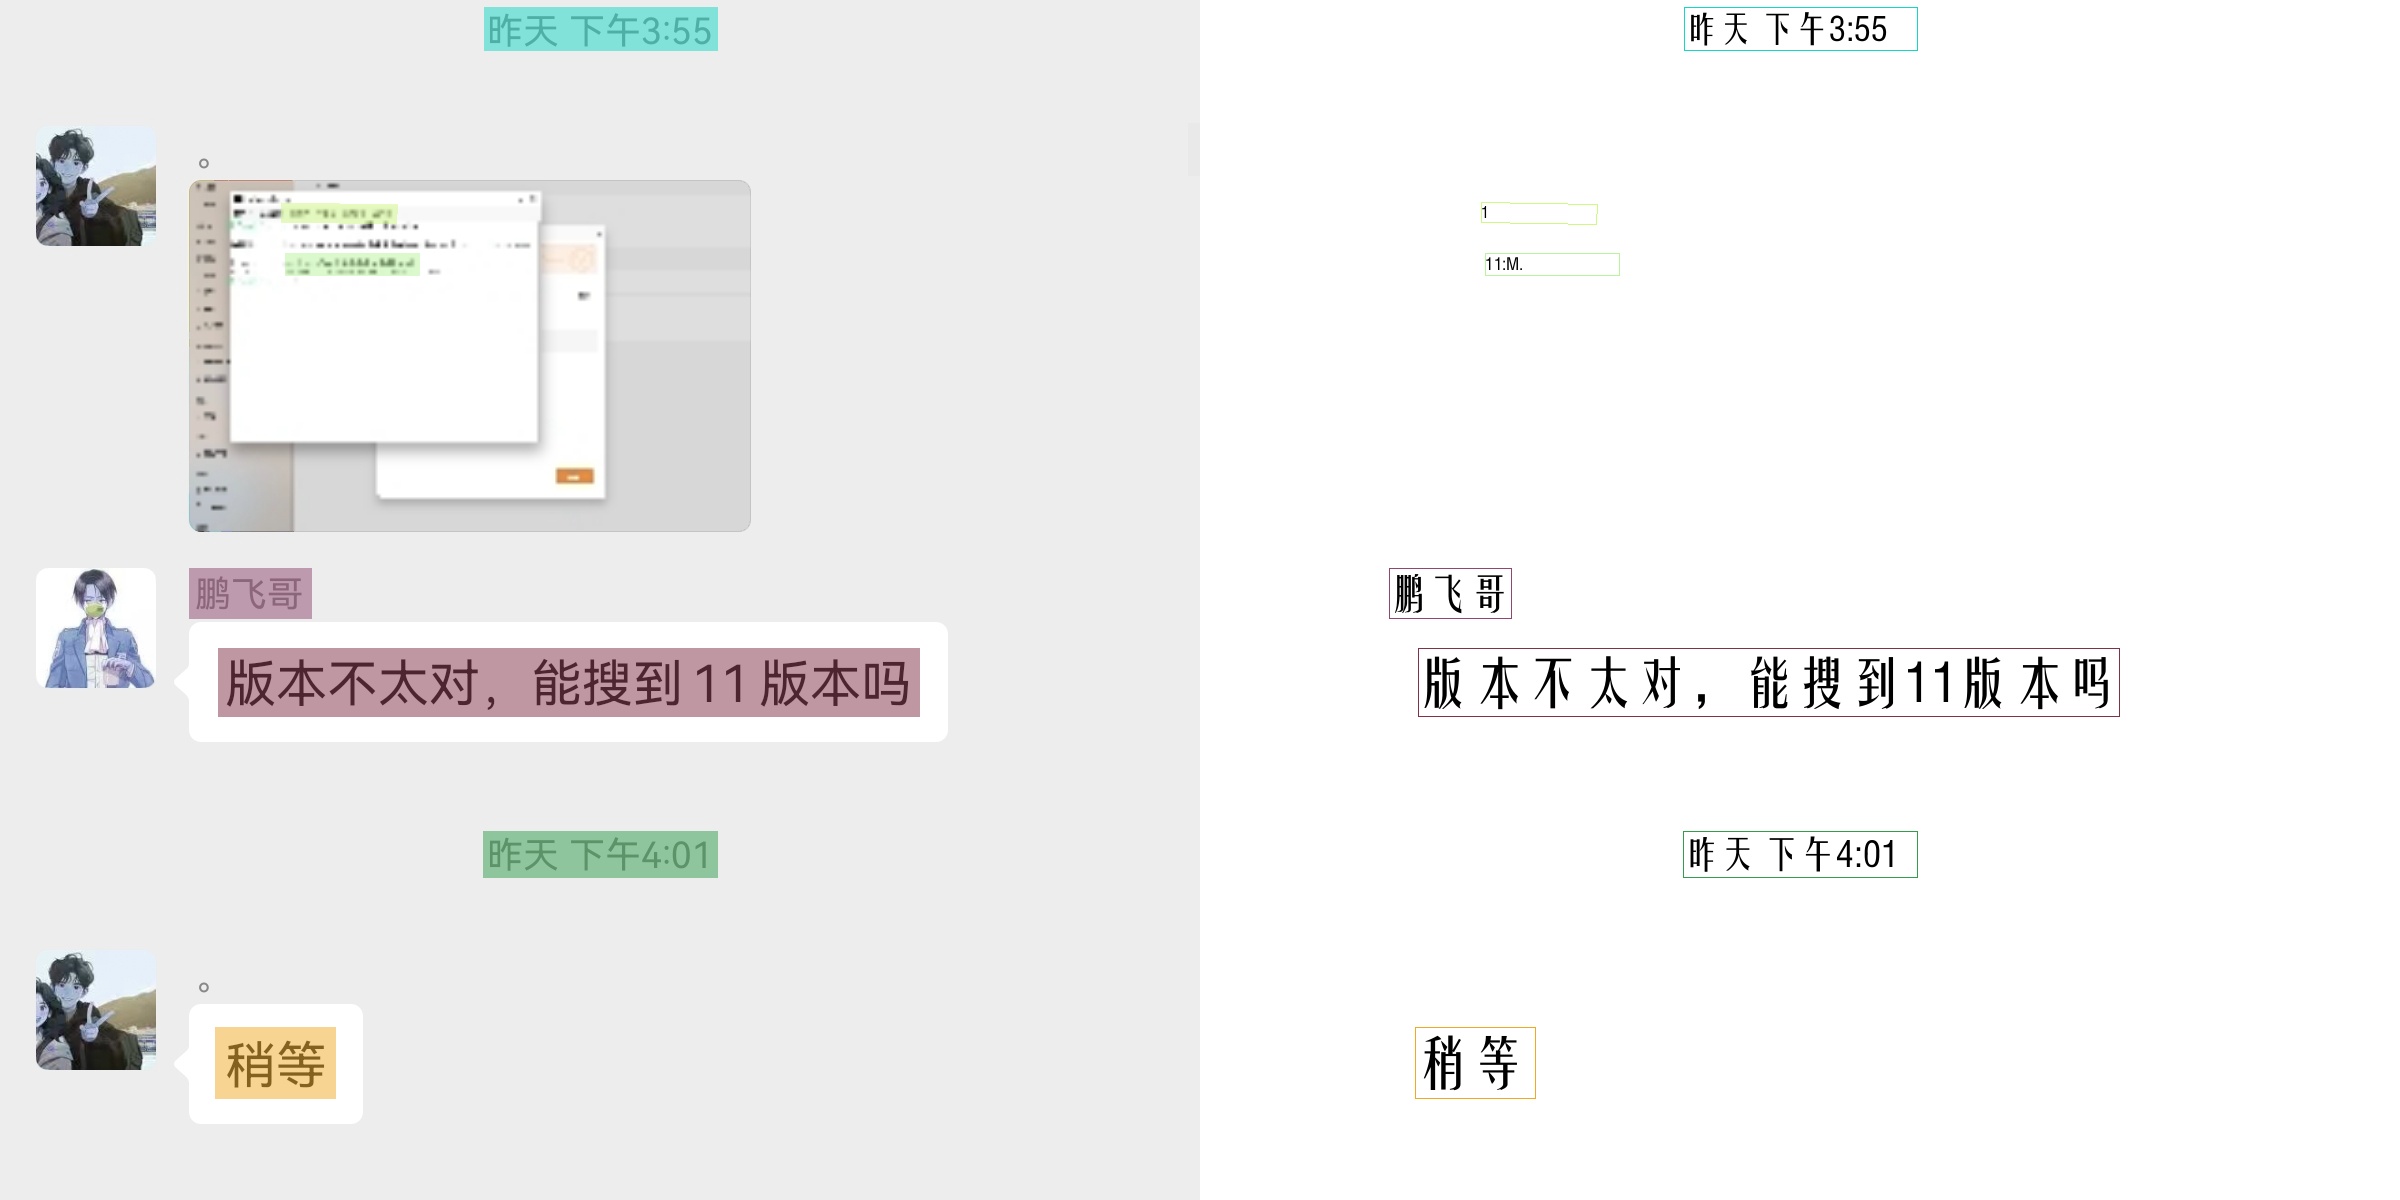 昨天 下午3:55
昨天 下午3:55
1
11:M.
鹏飞哥
鹏飞哥
版本不太对，能搜到 11 版本吗
版本不太对，能搜到11版本吗
昨天 下午4:01
昨天 下午4:01
稍等
稍等